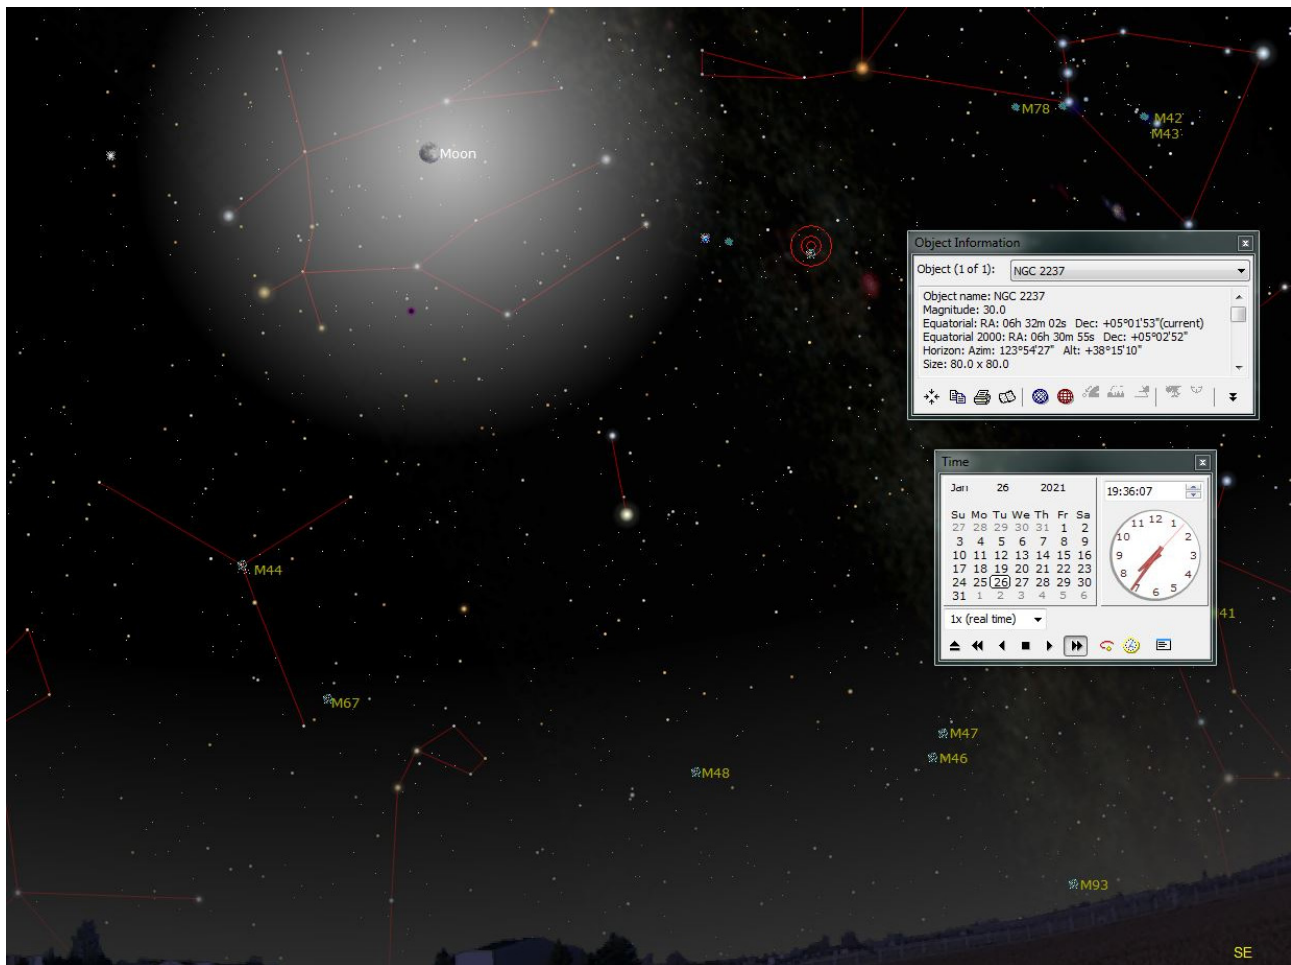 Moon
M78
M42
M43
Object Information
Object (1 of 1): NGC 2237
Object name: NGC 2237
Magnitude: 30.0
Equatorial: RA: 06h 32m 02s Dec: +05°01'53"(current)
Equatorial 2000: RA: 06h 30m 55s Dec: +05°02'52"
Horizon: Azim: 123°54'27" Alt: +38°15'10"
Size: 80.0 x 80.0
Time
Jan 26 2021
19:36:07
Su Mo Tu We Th Fr Sa
27 28 29 30 31 1 2
3 4 5 6 7 8 9
10 11 12 13 14 15 16
17 18 19 20 21 22 23
24 25 26 27 28 29 30
31 1 2 3 4 5 6
12 1 2 3 4 5 6 7 8 9 10 11
1x (real time)
M44
41
M67
M47
M46
M48
M93
SE